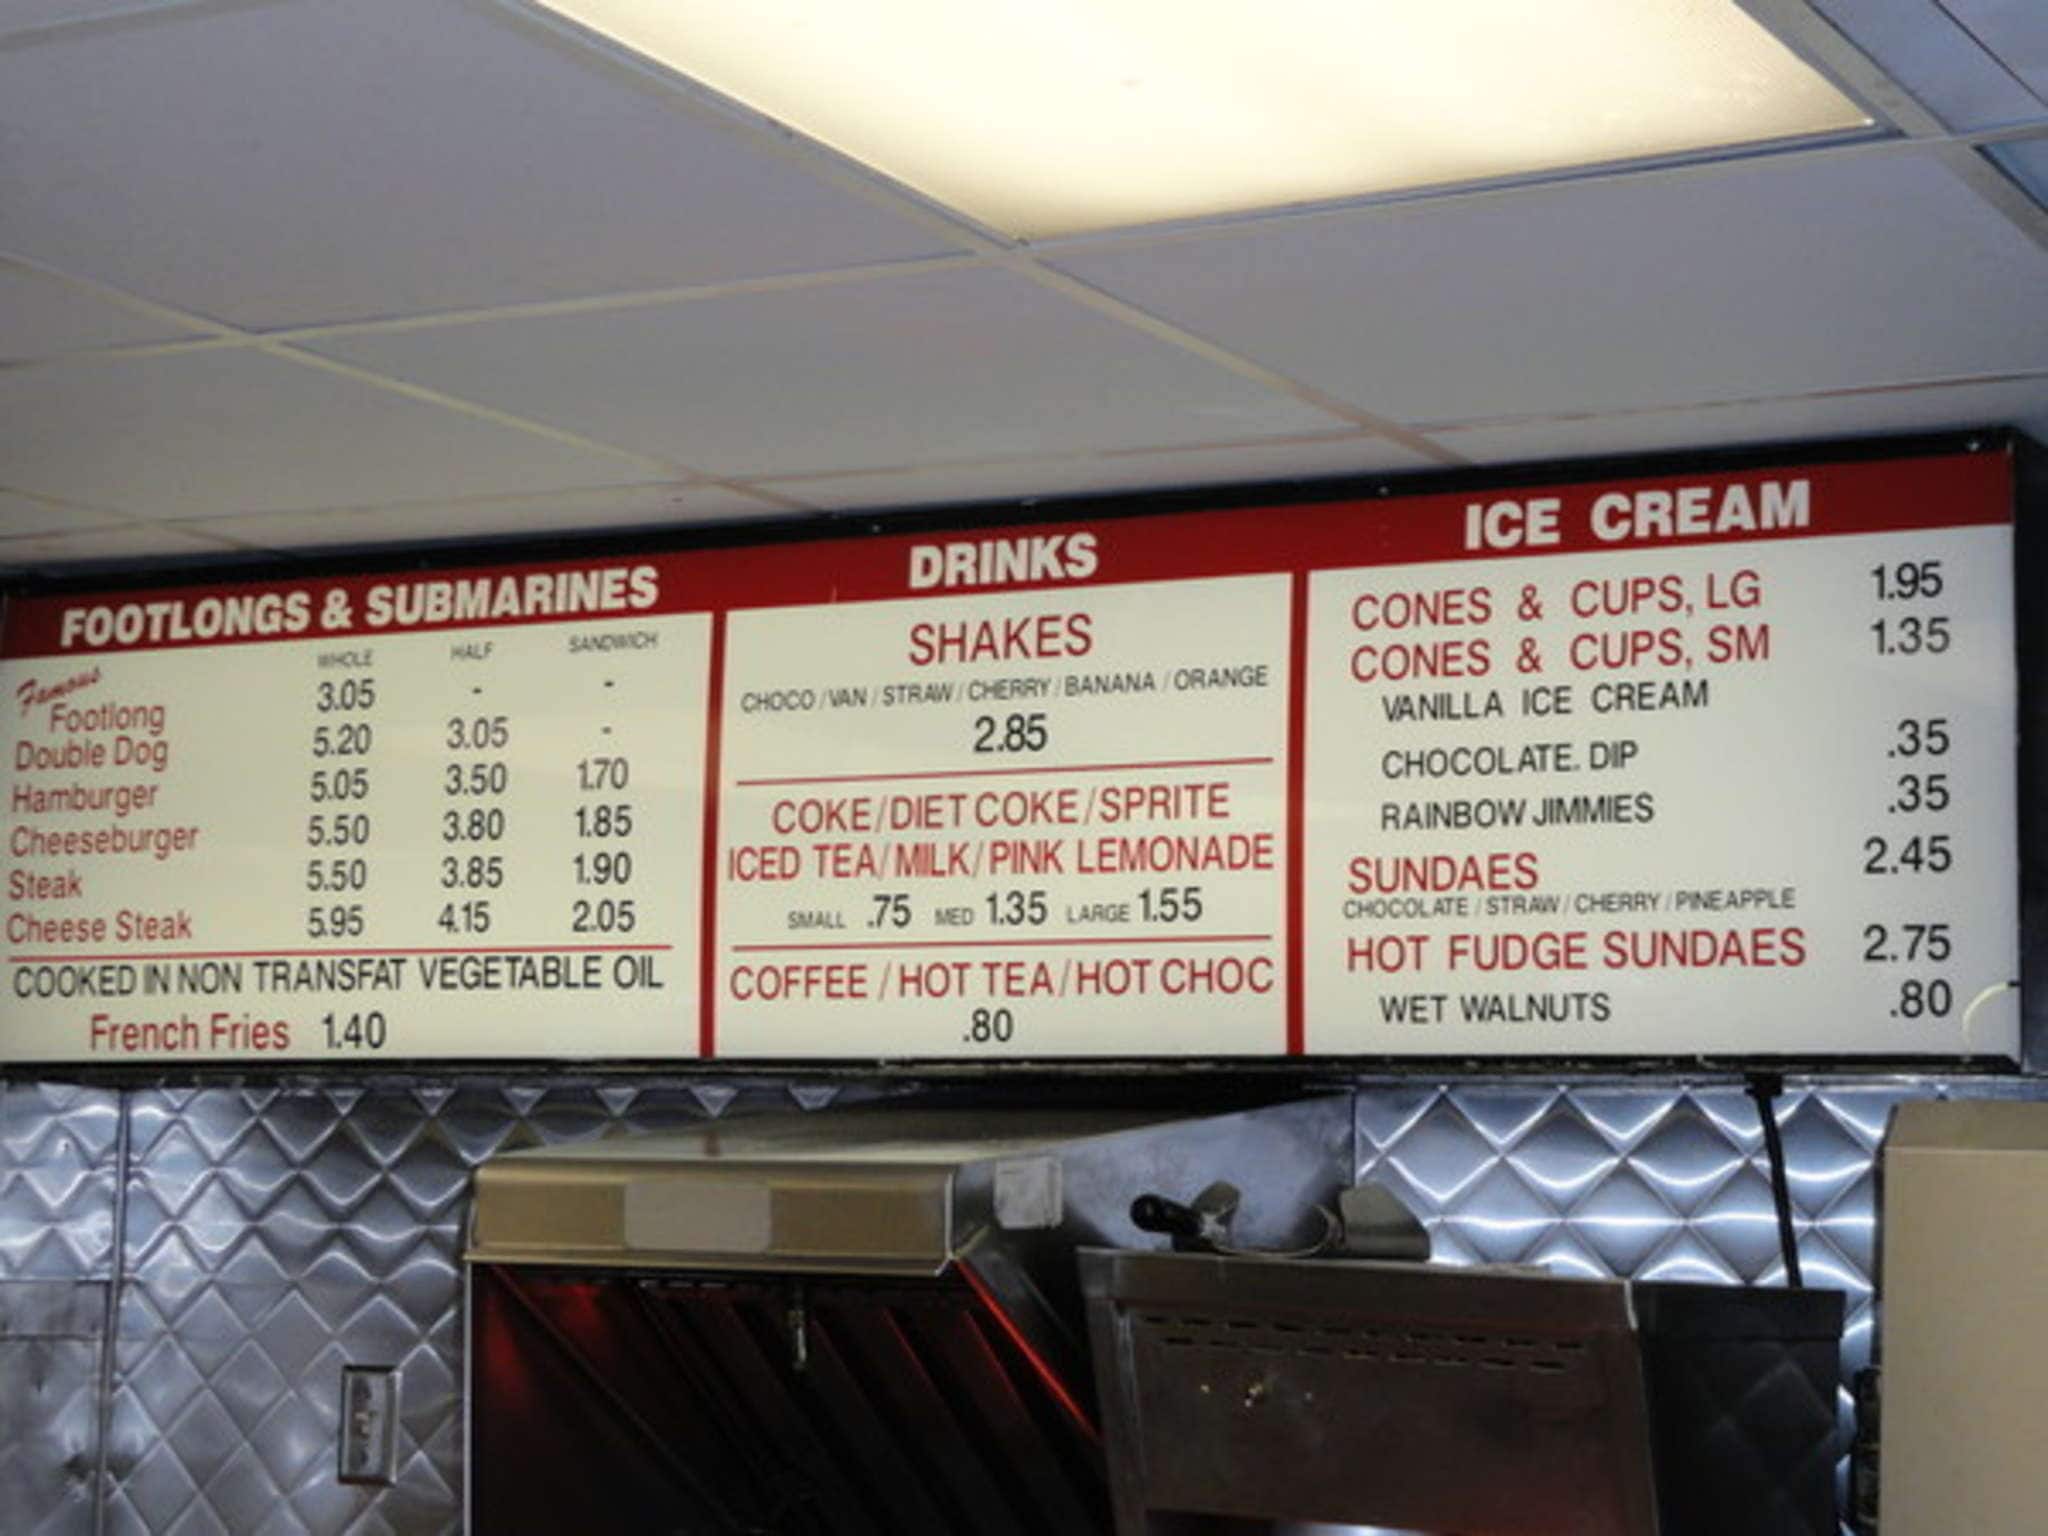 FOOTLONGS & SUBMARINES
WHOLE HALF SANDWICH
Famous
Footlong 3.05 - -
Double Dog 5.20 3.05 -
Hamburger 5.05 3.50 1.70
Cheeseburger 5.50 3.80 1.85
Steak 5.50 3.85 1.90
Cheese Steak 5.95 4.15 2.05
COOKED IN NON TRANSFAT VEGETABLE OIL
French Fries 1.40
DRINKS
SHAKES
CHOCO / VAN / STRAW / CHERRY / BANANA / ORANGE
2.85
COKE/DIET COKE/SPRITE
ICED TEA/MILK/PINK LEMONADE
SMALL .75 MED 1.35 LARGE 1.55
COFFEE / HOT TEA / HOT CHOC
.80
ICE CREAM
CONES & CUPS, LG 1.95
CONES & CUPS, SM 1.35
VANILLA ICE CREAM
CHOCOLATE. DIP .35
RAINBOW JIMMIES .35
SUNDAES 2.45
CHOCOLATE / STRAW / CHERRY / PINEAPPLE
HOT FUDGE SUNDAES 2.75
WET WALNUTS .80